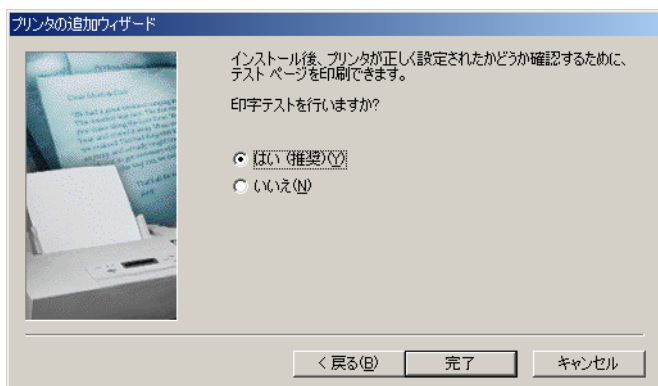 プリンタの追加ウィザード
インストール後、プリンタが正しく設定されたかどうか確認するために、
テスト ページを印刷できます。
印字テストを行いますか?
はい (推奨)(Y)
いいえ(N)
< 戻る(B)
完了
キャンセル